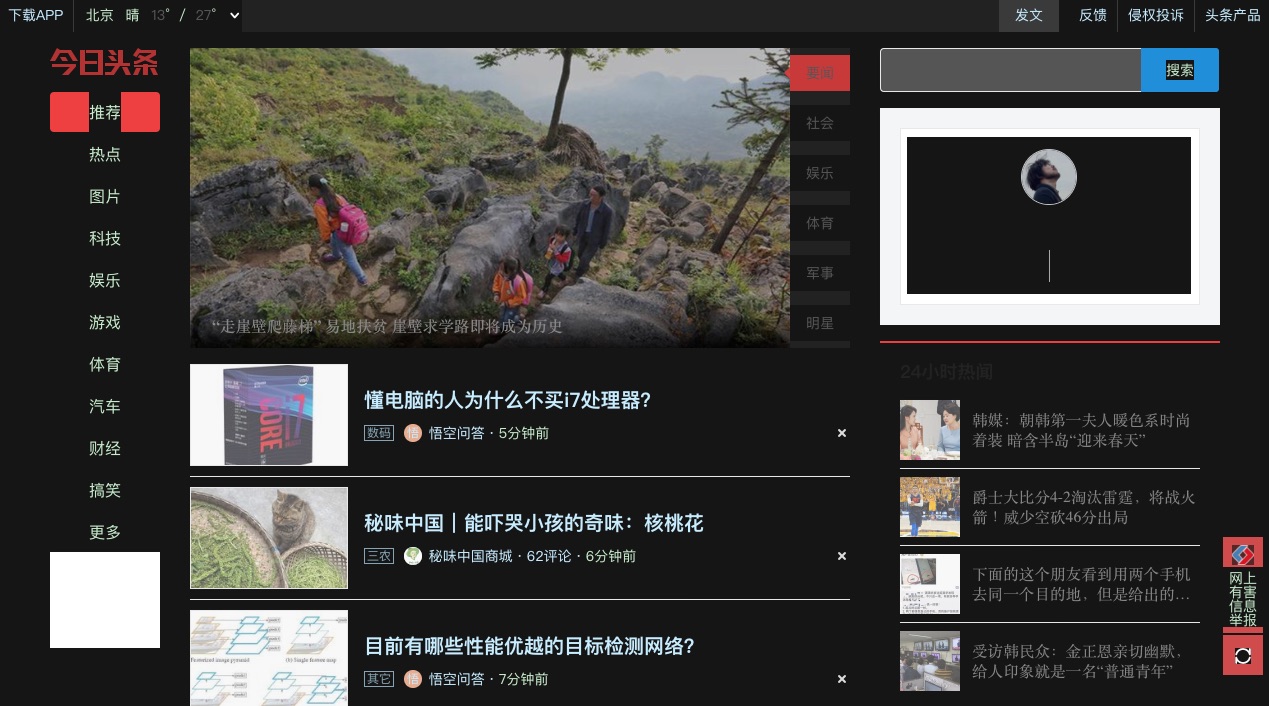 下载APP
北京 晴 13° / 27°
发文
反馈
侵权投诉
头条产品
今日头条
推荐
热点
图片
科技
娱乐
游戏
体育
汽车
财经
搞笑
更多
“走崖壁爬藤梯” 易地扶贫 崖壁求学路即将成为历史
要闻
社会
娱乐
体育
军事
明星
懂电脑的人为什么不买i7处理器?
数码 悟 悟空问答 · 5分钟前
秘味中国｜能吓哭小孩的奇味：核桃花
三农 秘味中国商城 · 62评论 · 6分钟前
目前有哪些性能优越的目标检测网络?
其它 悟 悟空问答 · 7分钟前
搜索
24小时热闻
韩媒：朝韩第一夫人暖色系时尚
着装 暗含半岛“迎来春天”
爵士大比分4-2淘汰雷霆，将战火
箭！威少空砍46分出局
下面的这个朋友看到用两个手机
去同一个目的地，但是给出的...
受访韩民众：金正恩亲切幽默，
给人印象就是一名“普通青年”
网上
有害
信息
举报